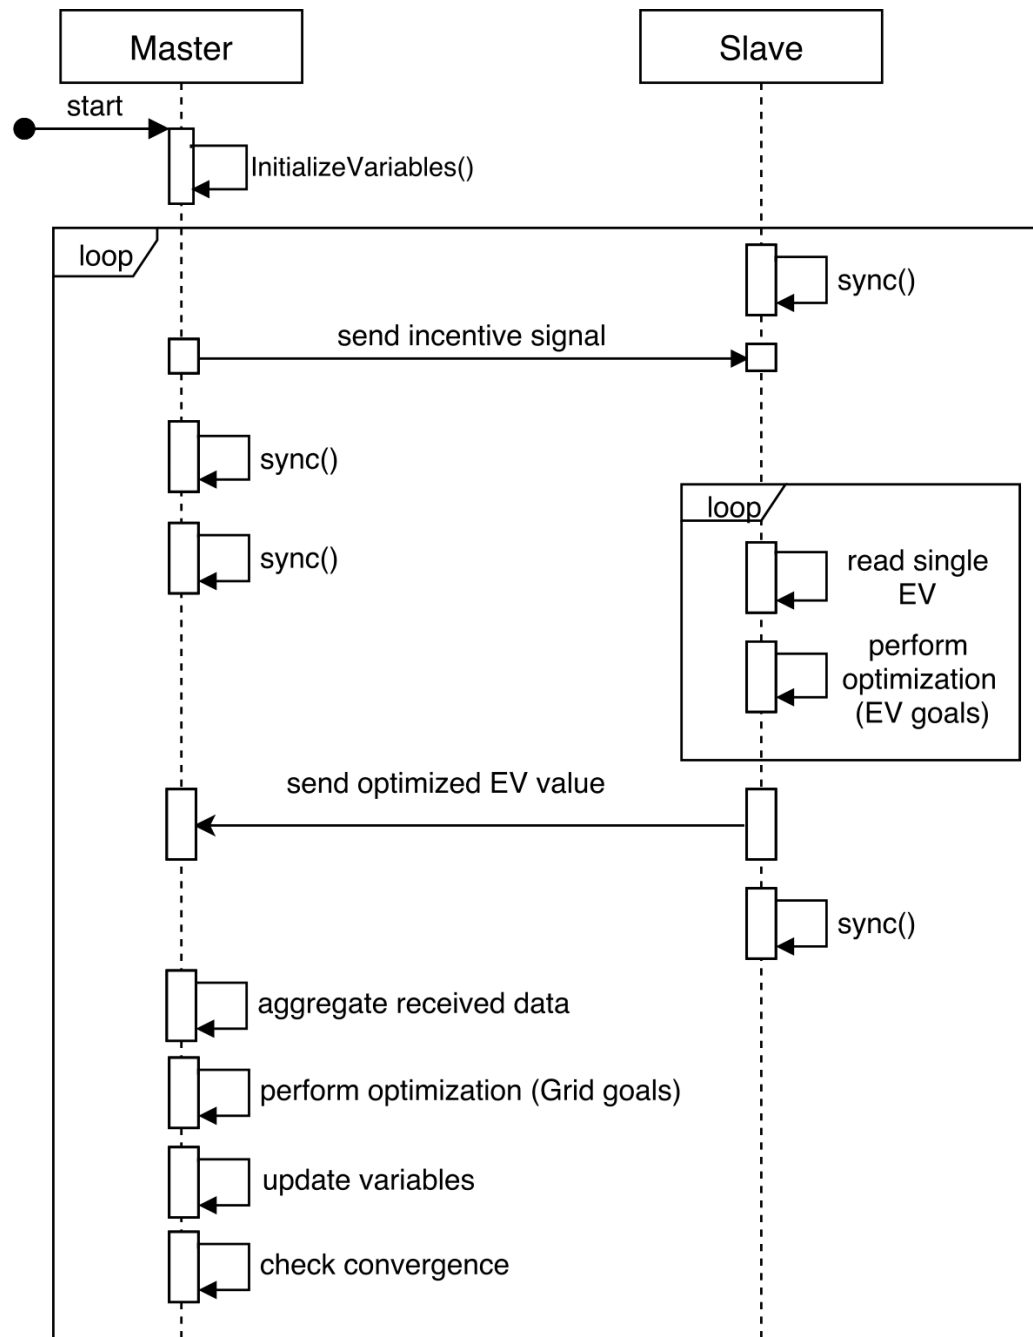 Master
Slave
start
InitializeVariables()
loop
sync()
send incentive signal
sync()
loop
sync()
read single
EV
perform
optimization
(EV goals)
send optimized EV value
sync()
aggregate received data
perform optimization (Grid goals)
update variables
check convergence